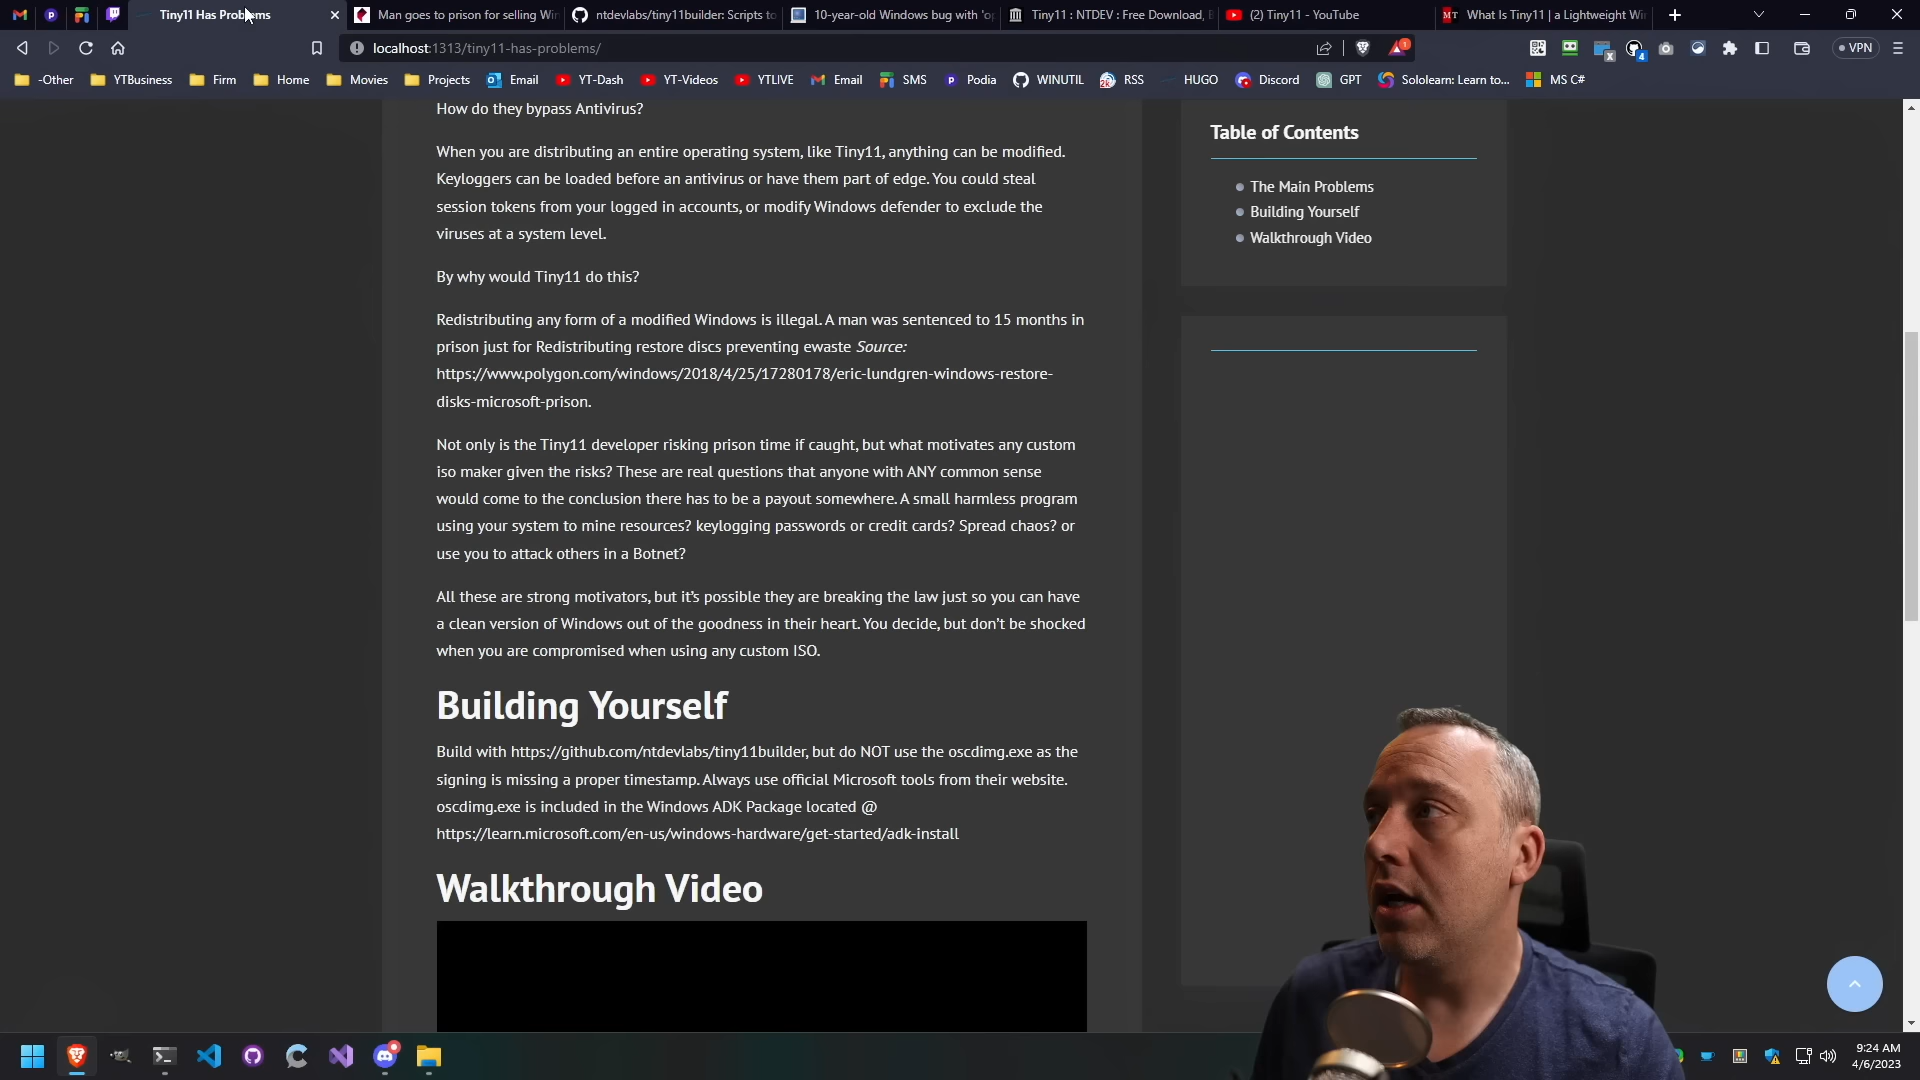 Tiny11 Has Problems
Man goes to prison for selling Win
ntdevlabs/tiny11builder: Scripts to
10-year-old Windows bug with 'op
Tiny11 : NTDEV : Free Download, B
(2) Tiny11 - YouTube
What Is Tiny11 | a Lightweight Wi
localhost:1313/tiny11-has-problems/
VPN
-Other
YTBusiness
Firm
Home
Movies
Projects
Email
YT-Dash
YT-Videos
YTLIVE
Email
SMS
Podia
WINUTIL
RSS
HUGO
Discord
GPT
Sololearn: Learn to...
MS C#
How do they bypass Antivirus?
When you are distributing an entire operating system, like Tiny11, anything can be modified.
Keyloggers can be loaded before an antivirus or have them part of edge. You could steal
session tokens from your logged in accounts, or modify Windows defender to exclude the
viruses at a system level.
By why would Tiny11 do this?
Redistributing any form of a modified Windows is illegal. A man was sentenced to 15 months in
prison just for Redistributing restore discs preventing ewaste Source:
https://www.polygon.com/windows/2018/4/25/17280178/eric-lundgren-windows-restore-
disks-microsoft-prison.
Not only is the Tiny11 developer risking prison time if caught, but what motivates any custom
iso maker given the risks? These are real questions that anyone with ANY common sense
would come to the conclusion there has to be a payout somewhere. A small harmless program
using your system to mine resources? keylogging passwords or credit cards? Spread chaos? or
use you to attack others in a Botnet?
All these are strong motivators, but it's possible they are breaking the law just so you can have
a clean version of Windows out of the goodness in their heart. You decide, but don't be shocked
when you are compromised when using any custom ISO.
Building Yourself
Build with https://github.com/ntdevlabs/tiny11builder, but do NOT use the oscdimg.exe as the
signing is missing a proper timestamp. Always use official Microsoft tools from their website.
oscdimg.exe is included in the Windows ADK Package located @
https://learn.microsoft.com/en-us/windows-hardware/get-started/adk-install
Walkthrough Video
Table of Contents
The Main Problems
Building Yourself
Walkthrough Video
9:24 AM
4/6/2023